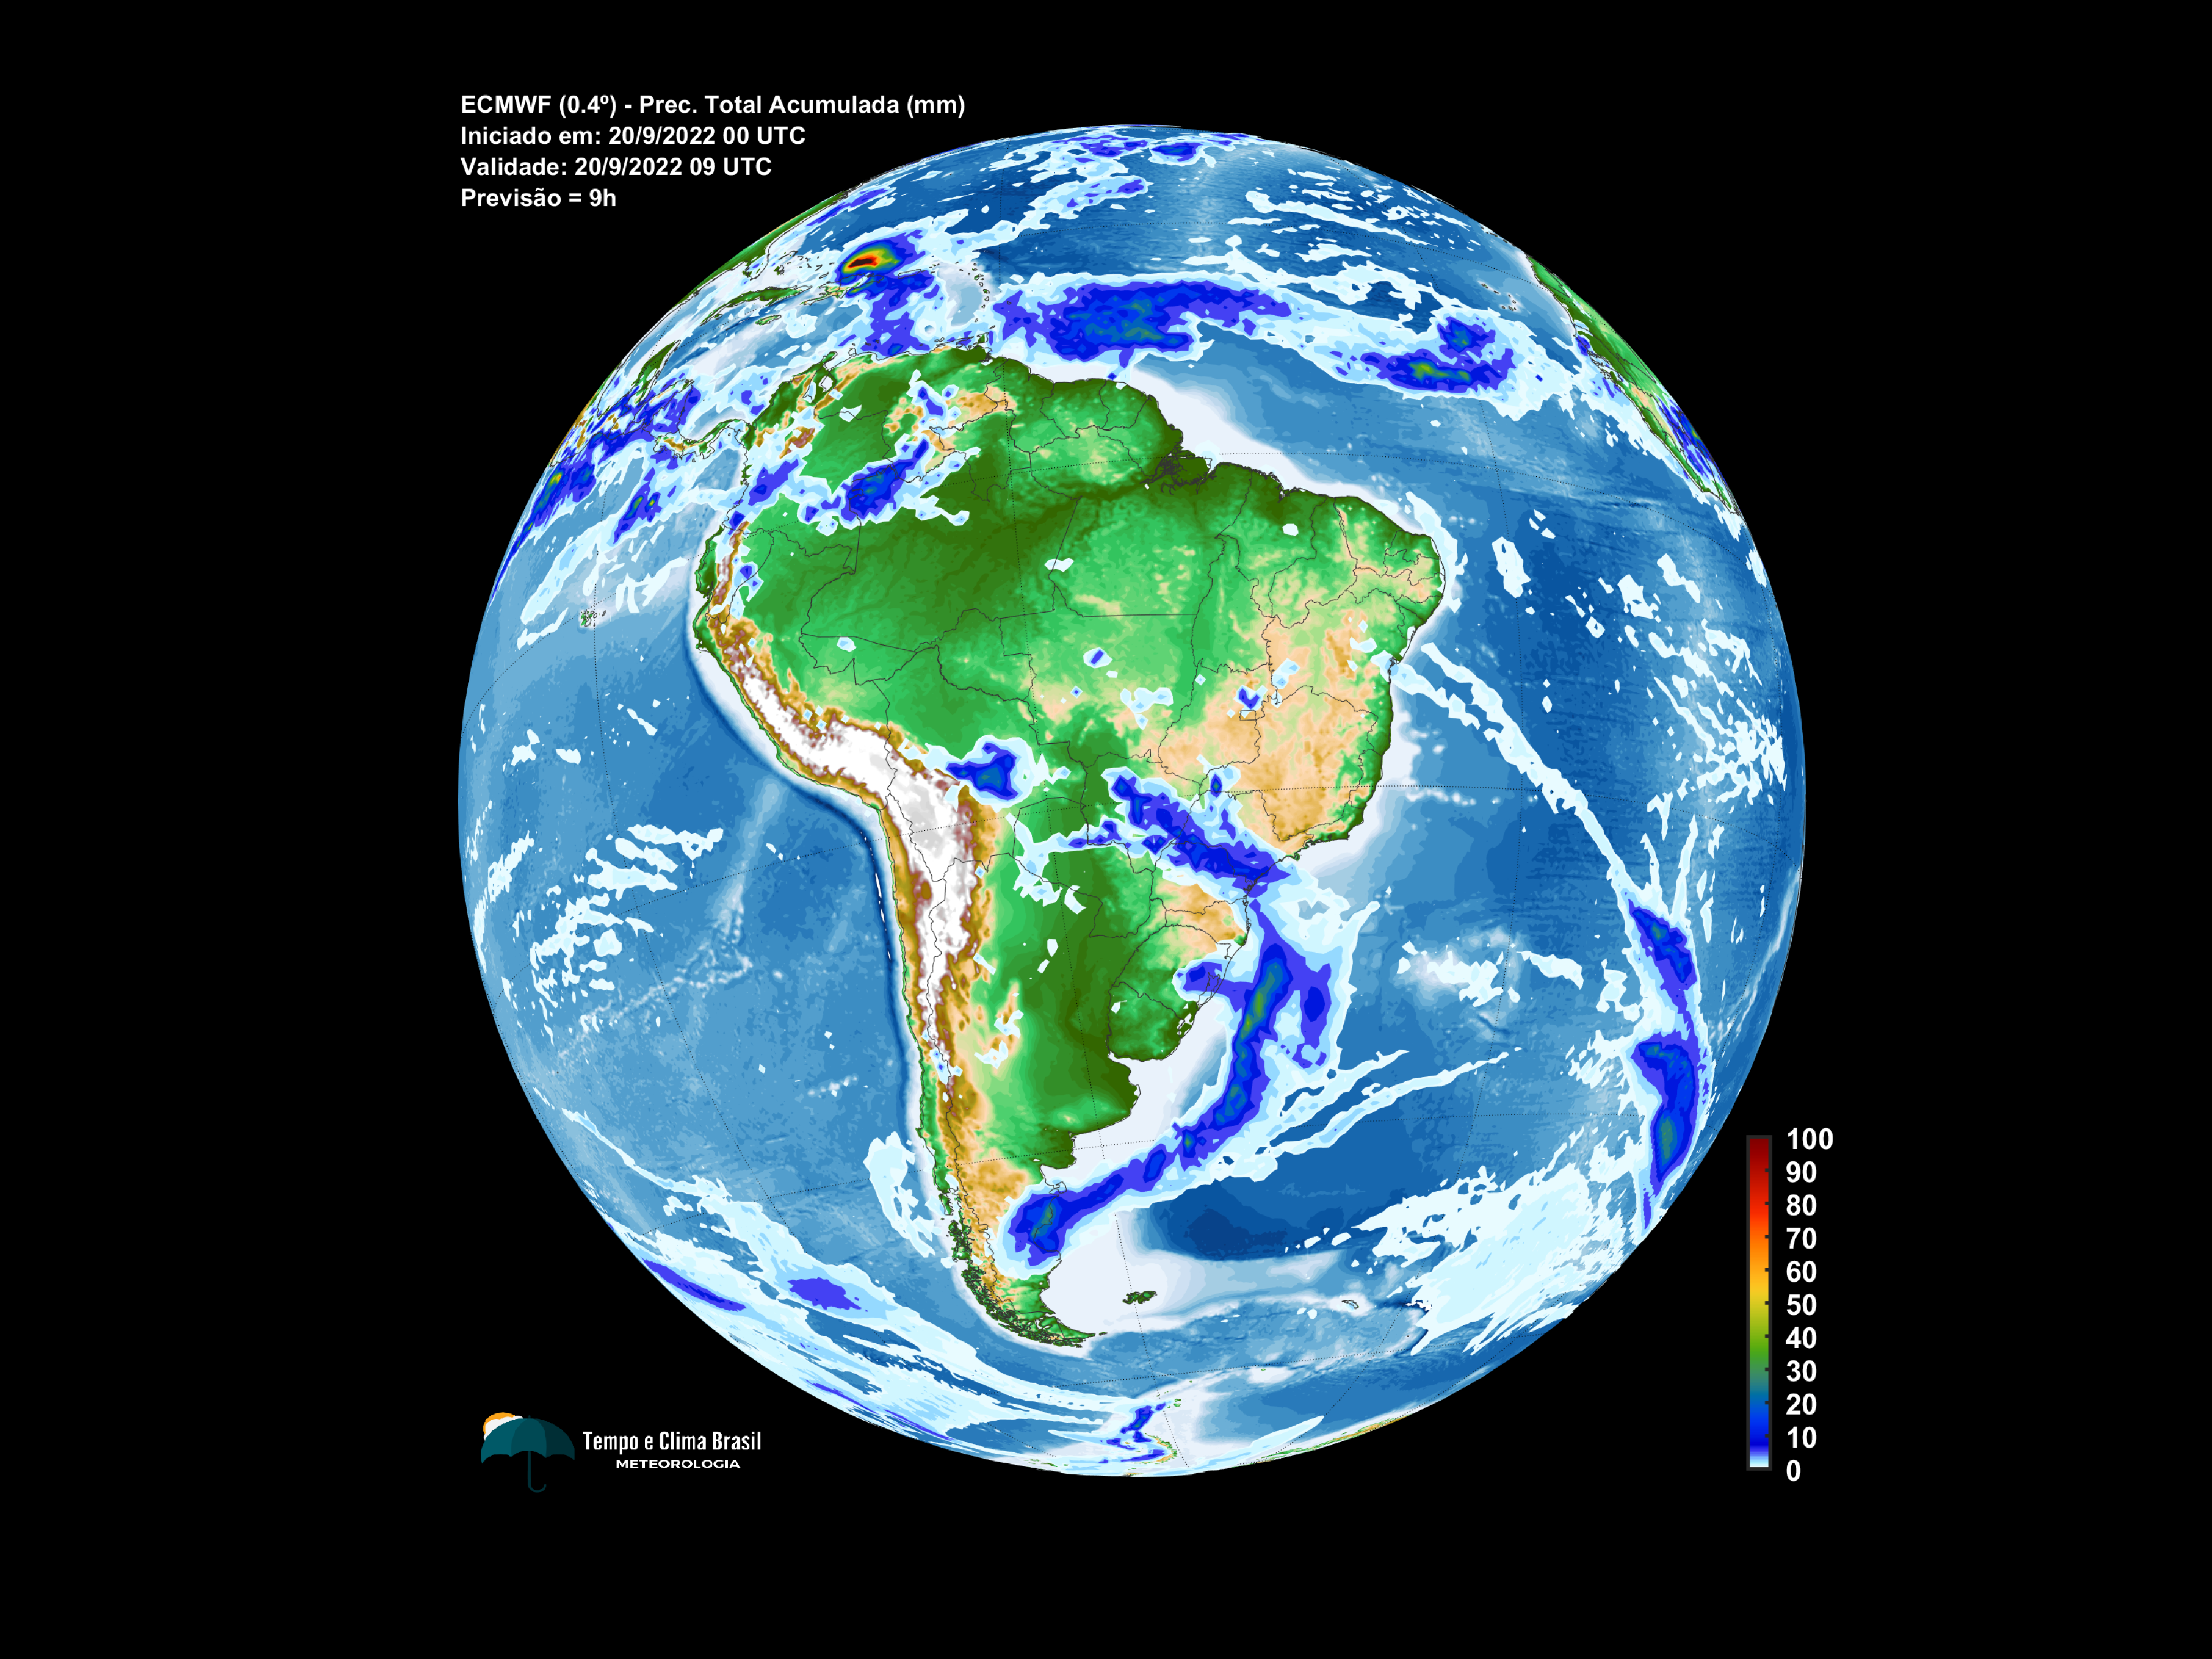 ECMWF (0.4º) - Prec. Total Acumulada (mm)
Iniciado em: 20/9/2022 00 UTC
Validade: 20/9/2022 09 UTC
Previsão = 9h
100
90
80
70
60
50
40
30
20
10
0
Tempo e Clima Brasil
METEOROLOGIA